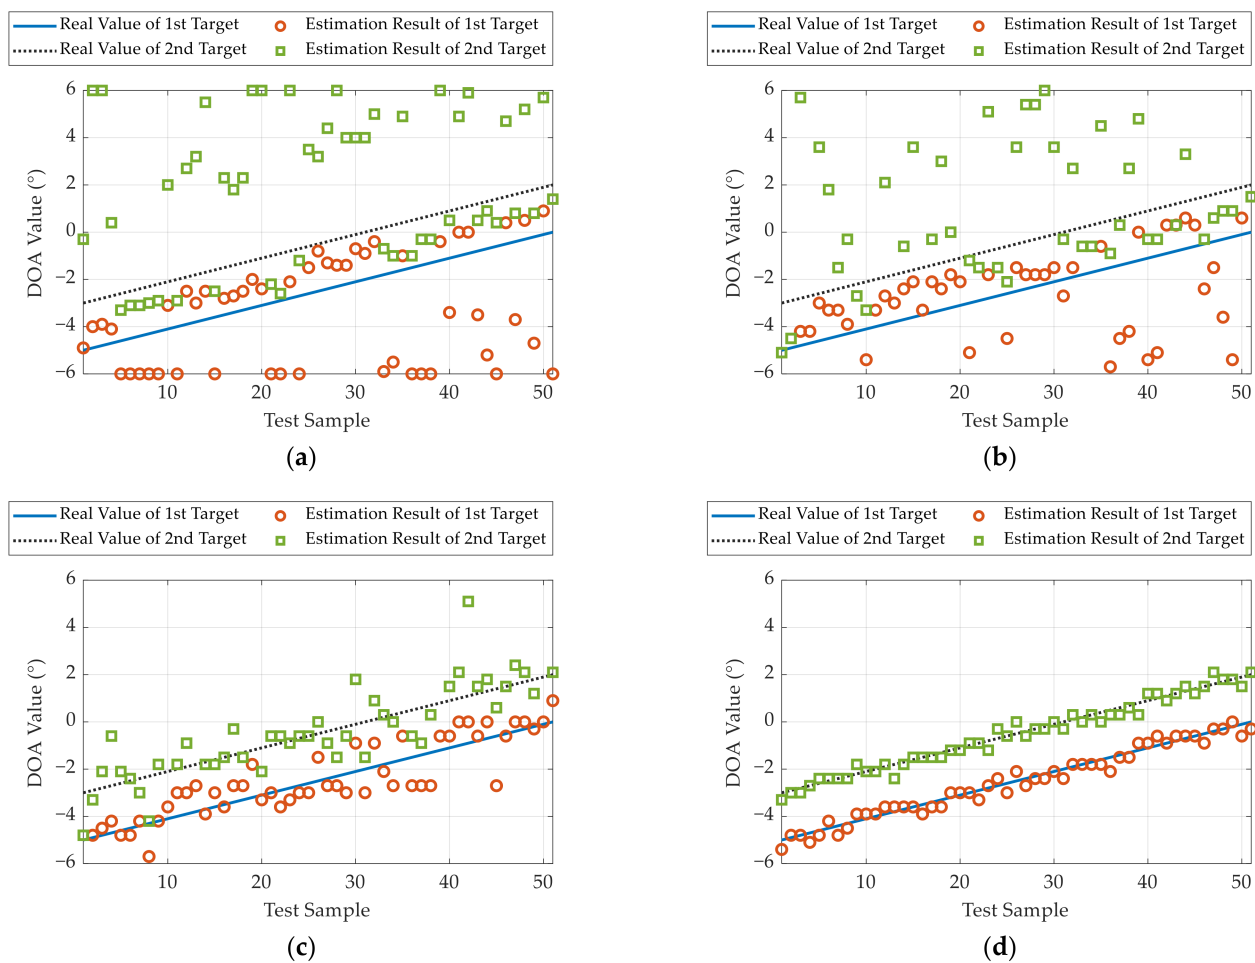 Real Value of 1st Target Estimation Result of 1st Target
Real Value of 2nd Target Estimation Result of 2nd Target
6
4
2
0
−2
−4
−6
DOA Value (°)
10 20 30 40 50
Test Sample
(a)
Real Value of 1st Target Estimation Result of 1st Target
Real Value of 2nd Target Estimation Result of 2nd Target
6
4
2
0
−2
−4
−6
DOA Value (°)
10 20 30 40 50
Test Sample
(b)
Real Value of 1st Target Estimation Result of 1st Target
Real Value of 2nd Target Estimation Result of 2nd Target
6
4
2
0
−2
−4
−6
DOA Value (°)
10 20 30 40 50
Test Sample
(c)
Real Value of 1st Target Estimation Result of 1st Target
Real Value of 2nd Target Estimation Result of 2nd Target
6
4
2
0
−2
−4
−6
DOA Value (°)
10 20 30 40 50
Test Sample
(d)